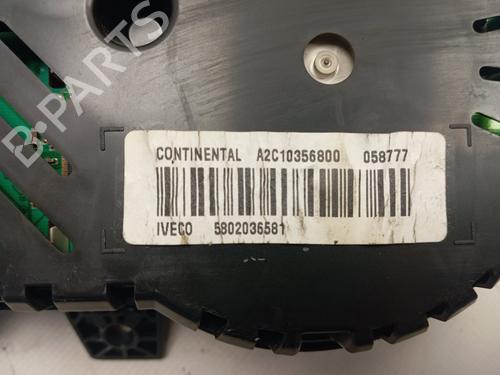 CONTINENTAL A2C10356800 058777
IVECO 5802036581
B-PARTS